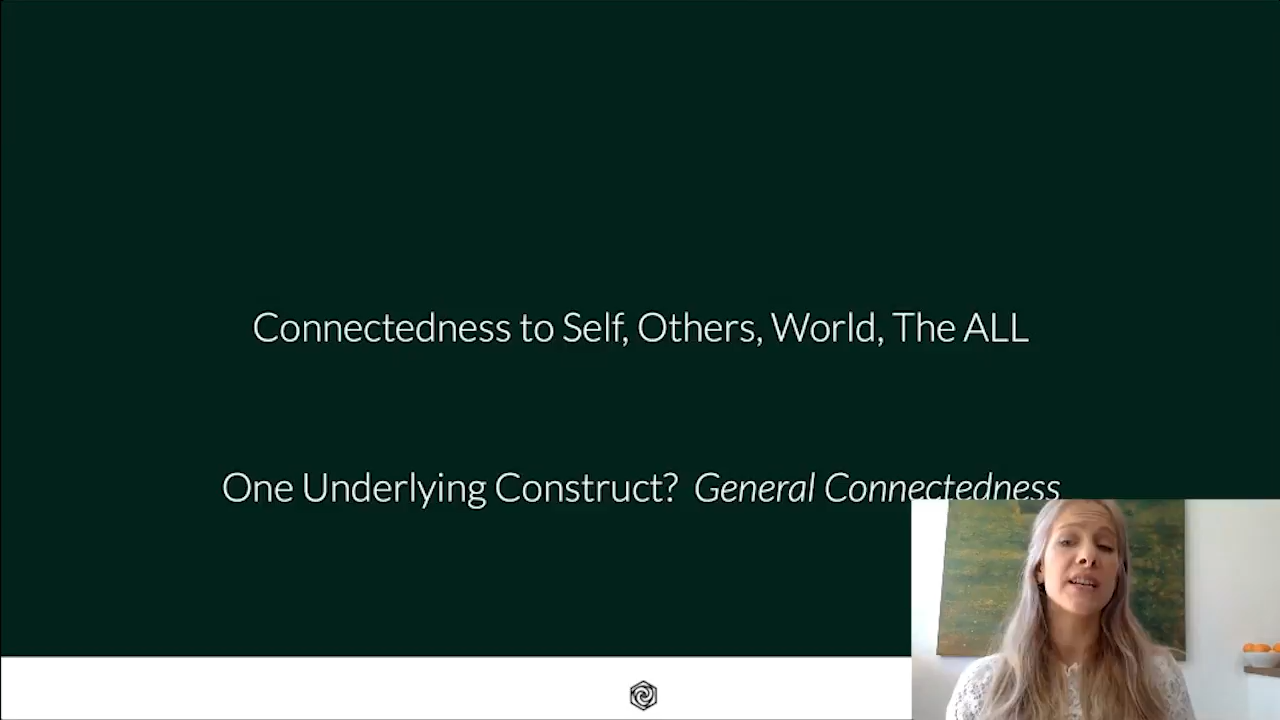 Connectedness to Self, Others, World, The ALL
One Underlying Construct? General Connectedness